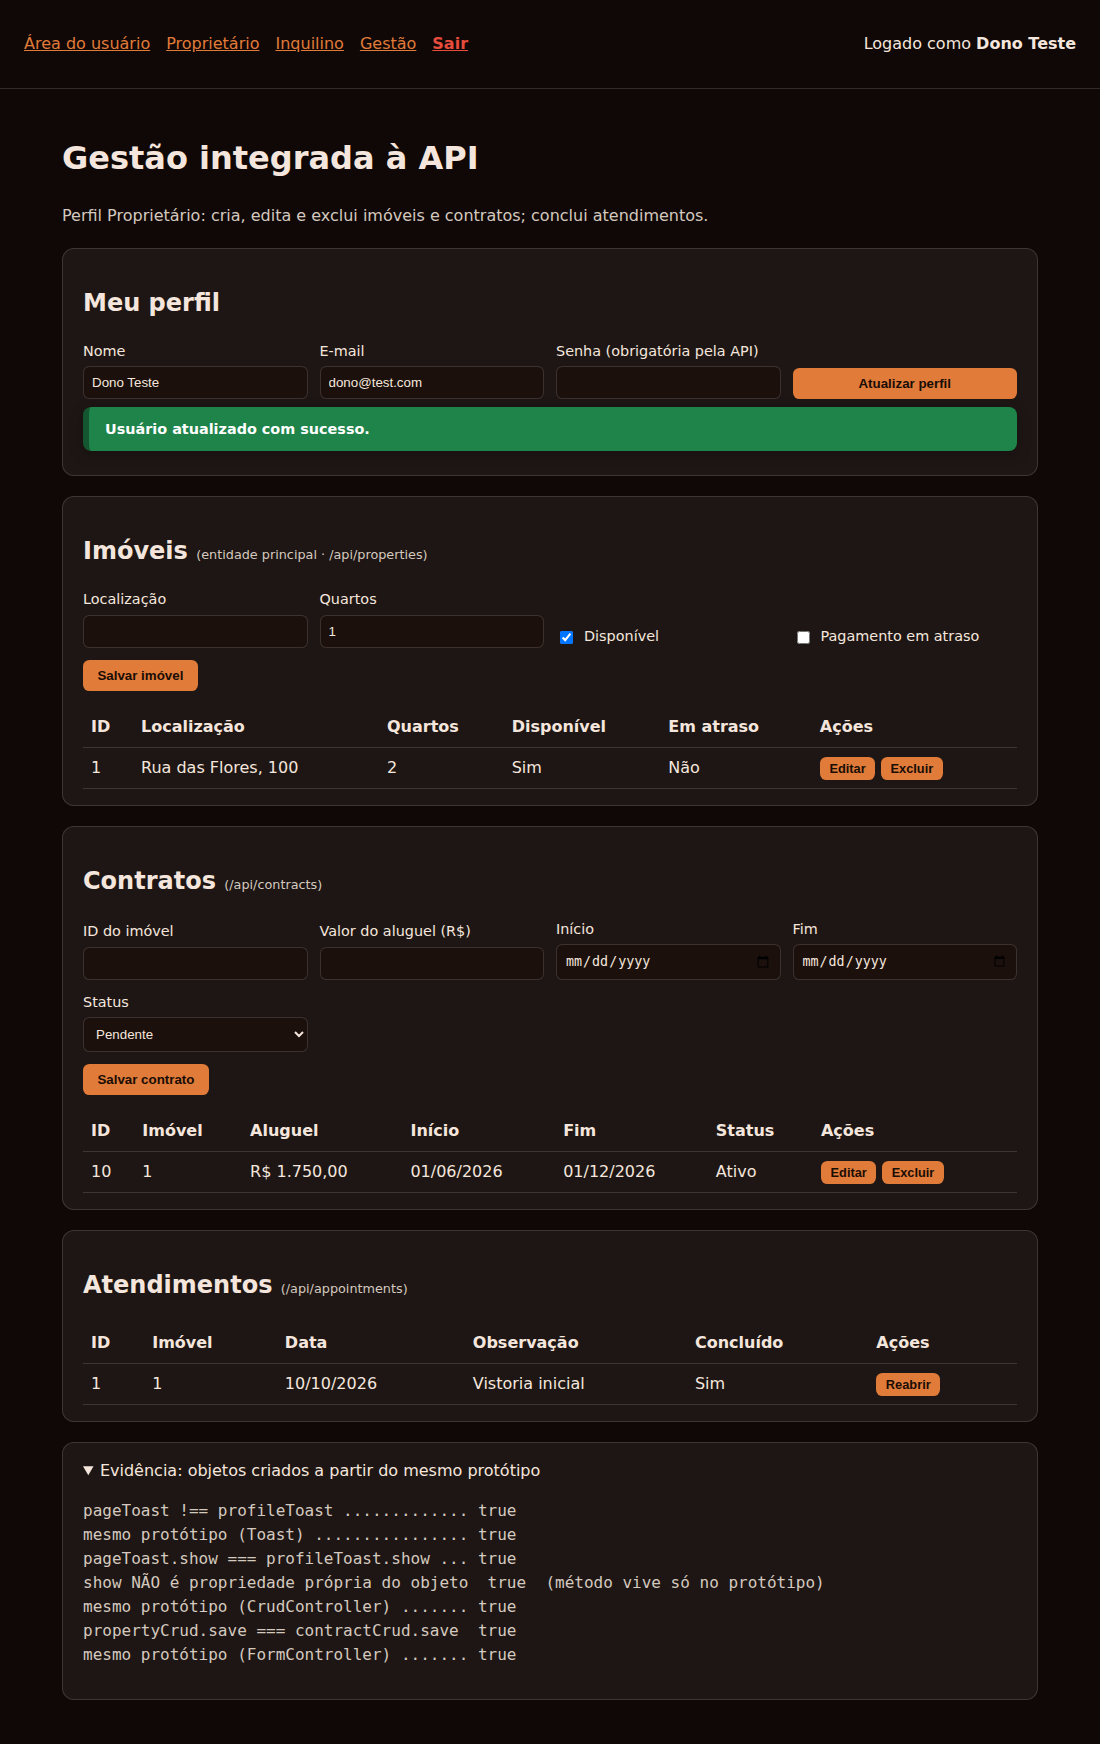 Área do usuário Proprietário Inquilino Gestão Sair Logado como Dono Teste
Gestão integrada à API
Perfil Proprietário: cria, edita e exclui imóveis e contratos; conclui atendimentos.
Meu perfil
Nome E-mail Senha (obrigatória pela API)
Dono Teste dono@test.com Atualizar perfil
Usuário atualizado com sucesso.
Imóveis (entidade principal · /api/properties)
Localização Quartos
1 Disponível Pagamento em atraso
Salvar imóvel
ID Localização Quartos Disponível Em atraso Ações
1 Rua das Flores, 100 2 Sim Não Editar Excluir
Contratos (/api/contracts)
ID do imóvel Valor do aluguel (R$) Início Fim
mm/dd/yyyy mm/dd/yyyy
Status
Pendente
Salvar contrato
ID Imóvel Aluguel Início Fim Status Ações
10 1 R$ 1.750,00 01/06/2026 01/12/2026 Ativo Editar Excluir
Atendimentos (/api/appointments)
ID Imóvel Data Observação Concluído Ações
1 1 10/10/2026 Vistoria inicial Sim Reabrir
▼ Evidência: objetos criados a partir do mesmo protótipo
pageToast !== profileToast ............. true
mesmo protótipo (Toast) ................ true
pageToast.show === profileToast.show ... true
show NÃO é propriedade própria do objeto  true  (método vive só no protótipo)
mesmo protótipo (CrudController) ....... true
propertyCrud.save === contractCrud.save  true
mesmo protótipo (FormController) ....... true